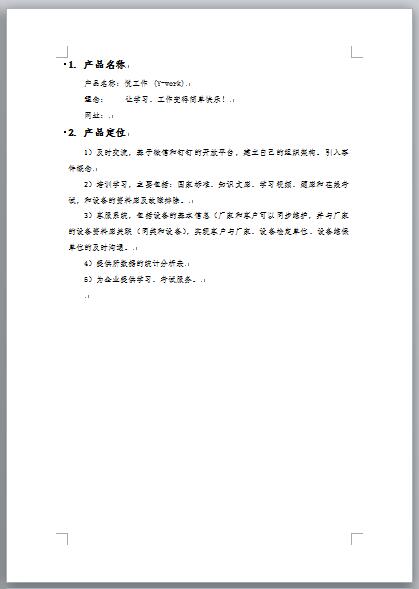 1. 产品名称
产品名称：悦工作 (Y-work)
理念： 让学习、工作变得简单快乐！
网址：
2. 产品定位
1）及时交流，基于微信和钉钉的开放平台，建立自己的组织架构。引入事
件概念
2）培训学习，主要包括：国家标准、知识文库、学习视频、题库和在线考
试，和设备的资料库及故障排除。
3）客服系统，包括设备的基本信息（厂家和客户可以同步维护，并与厂家
的设备资料库关联（同类和设备），实现客户与厂家、设备检定单位、设备维保
单位的及时沟通。
4）提供所数据的统计分析表
5）为企业提供学习、考试服务。